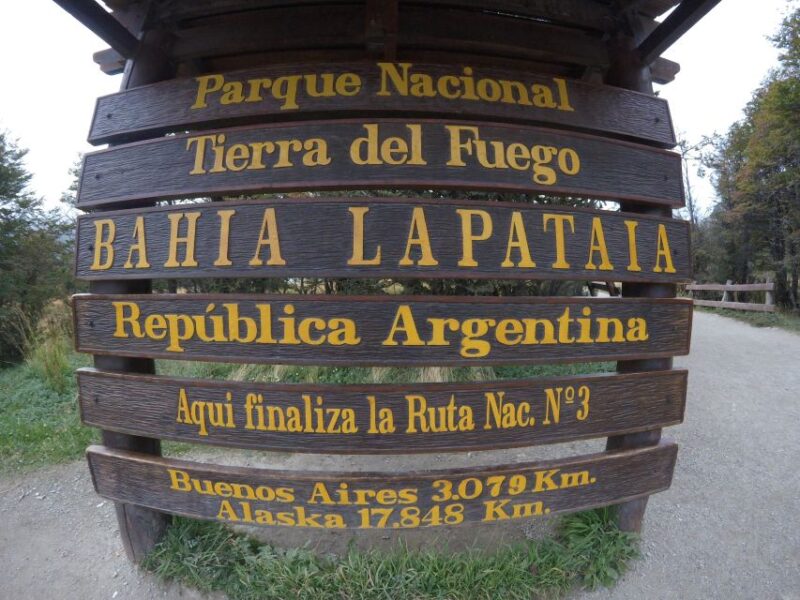 Parque Nacional
Tierra del Fuego
BAHIA LAPATAIA
República Argentina
Aqui finaliza la Ruta Nac. Nº3
Buenos Aires 3.079 Km.
Alaska 17.848 Km.